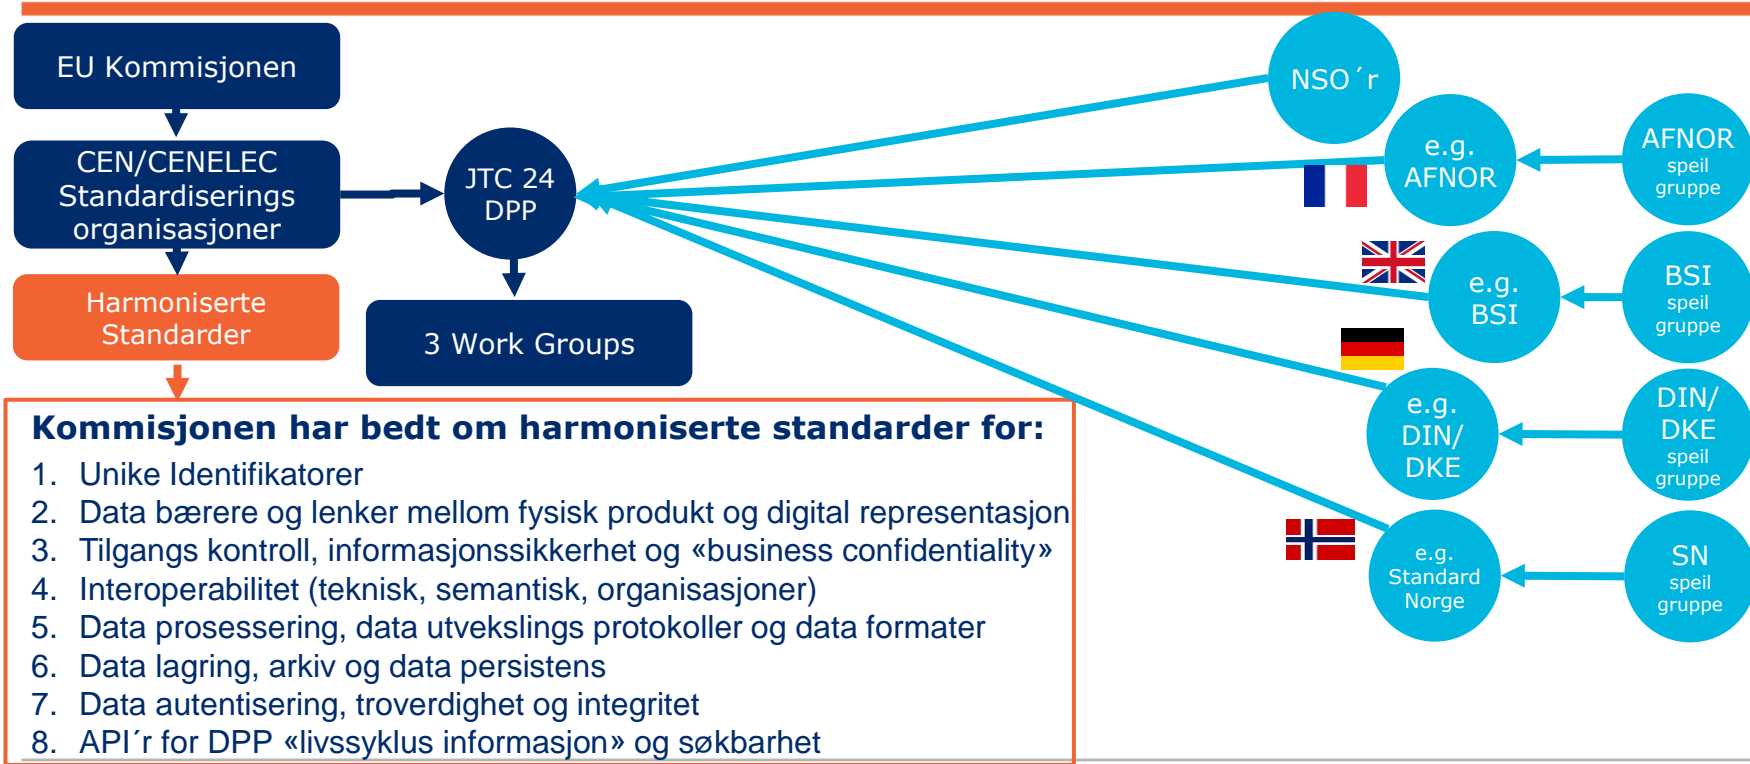 EU Kommisjonen
CEN/CENELEC
Standardiserings
organisasjoner
Harmoniserte
Standarder
JTC 24
DPP
3 Work Groups
NSO´r
e.g.
AFNOR
AFNOR
speil
gruppe
e.g.
BSI
BSI
speil
gruppe
e.g.
DIN/
DKE
DIN/
DKE
speil
gruppe
e.g.
Standard
Norge
SN
speil
gruppe
Kommisjonen har bedt om harmoniserte standarder for:
1. Unike Identifikatorer
2. Data bærere og lenker mellom fysisk produkt og digital representasjon
3. Tilgangs kontroll, informasjonssikkerhet og «business confidentiality»
4. Interoperabilitet (teknisk, semantisk, organisasjoner)
5. Data prosessering, data utvekslings protokoller og data formater
6. Data lagring, arkiv og data persistens
7. Data autentisering, troverdighet og integritet
8. API´r for DPP «livssyklus informasjon» og søkbarhet